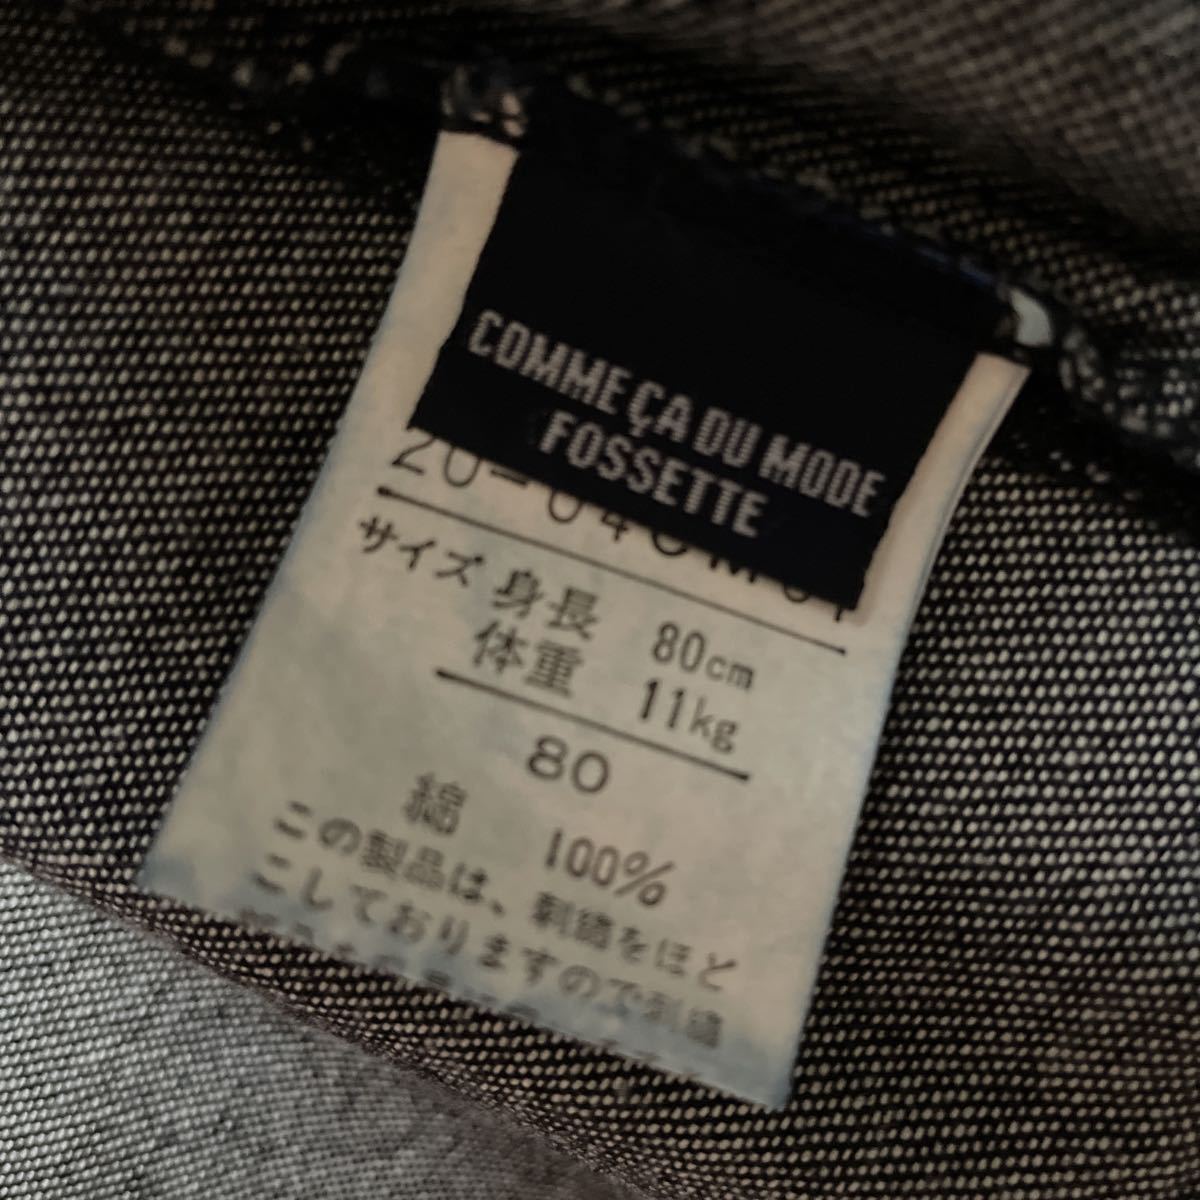 COMME ÇA DU MODE
FOSSETTE
サイズ 身長 80cm
体重 11kg
80
綿 100%
この製品は、刺繍をほど
こしておりますので刺繍